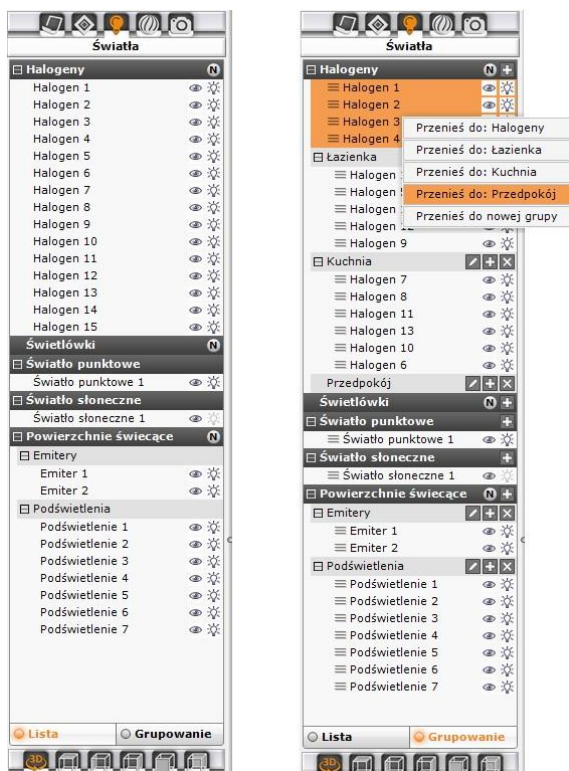 Światła
Halogeny N
Halogen 1
Halogen 2
Halogen 3
Halogen 4
Halogen 5
Halogen 6
Halogen 7
Halogen 8
Halogen 9
Halogen 10
Halogen 11
Halogen 12
Halogen 13
Halogen 14
Halogen 15
Świetlówki N
Światło punktowe
Światło punktowe 1
Światło słoneczne
Światło słoneczne 1
Powierzchnie świecące N
Emitery
Emiter 1
Emiter 2
Podświetlenia
Podświetlenie 1
Podświetlenie 2
Podświetlenie 3
Podświetlenie 4
Podświetlenie 5
Podświetlenie 6
Podświetlenie 7
Lista Grupowanie
3D
Światła
Halogeny N
Halogen 1
Halogen 2
Halogen 3
Halogen 4
Przenieś do: Halogeny
Przenieś do: Łazienka
Przenieś do: Kuchnia
Przenieś do: Przedpokój
Przenieś do nowej grupy
Łazienka
Halogen
Halogen
Halogen
Halogen 12
Halogen 9
Kuchnia
Halogen 7
Halogen 8
Halogen 11
Halogen 13
Halogen 10
Halogen 6
Przedpokój
Świetlówki N
Światło punktowe
Światło punktowe 1
Światło słoneczne
Światło słoneczne 1
Powierzchnie świecące N
Emitery
Emiter 1
Emiter 2
Podświetlenia
Podświetlenie 1
Podświetlenie 2
Podświetlenie 3
Podświetlenie 4
Podświetlenie 5
Podświetlenie 6
Podświetlenie 7
Lista Grupowanie
3D